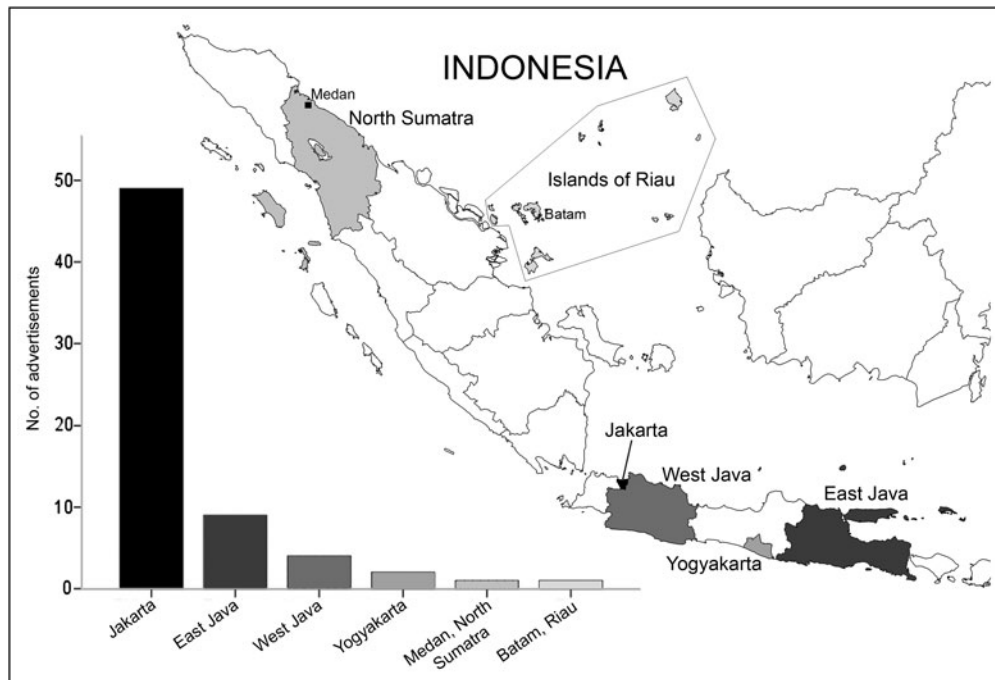 INDONESIA
Medan
North Sumatra
Islands of Riau
Batam
Jakarta
West Java
East Java
Yogyakarta
No. of advertisements
50
40
30
20
10
0
Jakarta
East Java
West Java
Yogyakarta
Medan, North
Sumatra
Batam, Riau